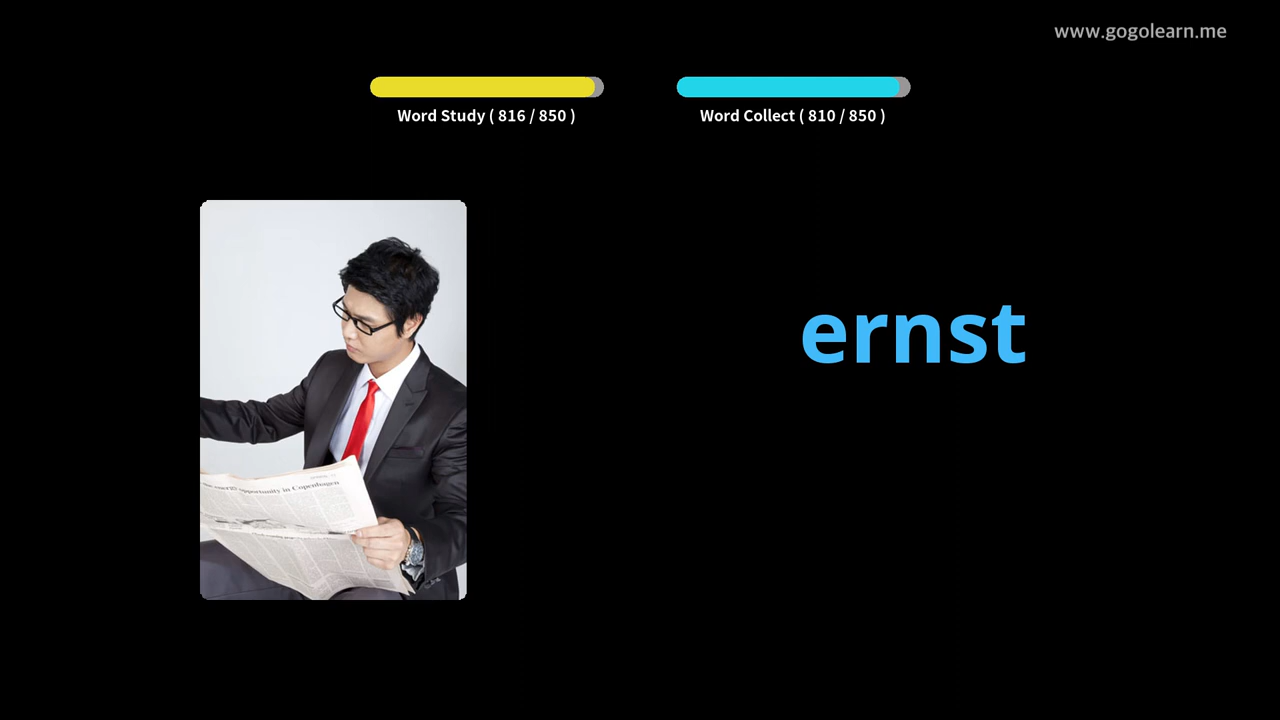 www.gogolearn.me
Word Study ( 816 / 850 )
Word Collect ( 810 / 850 )
ernst
opportunity in Copenhagen